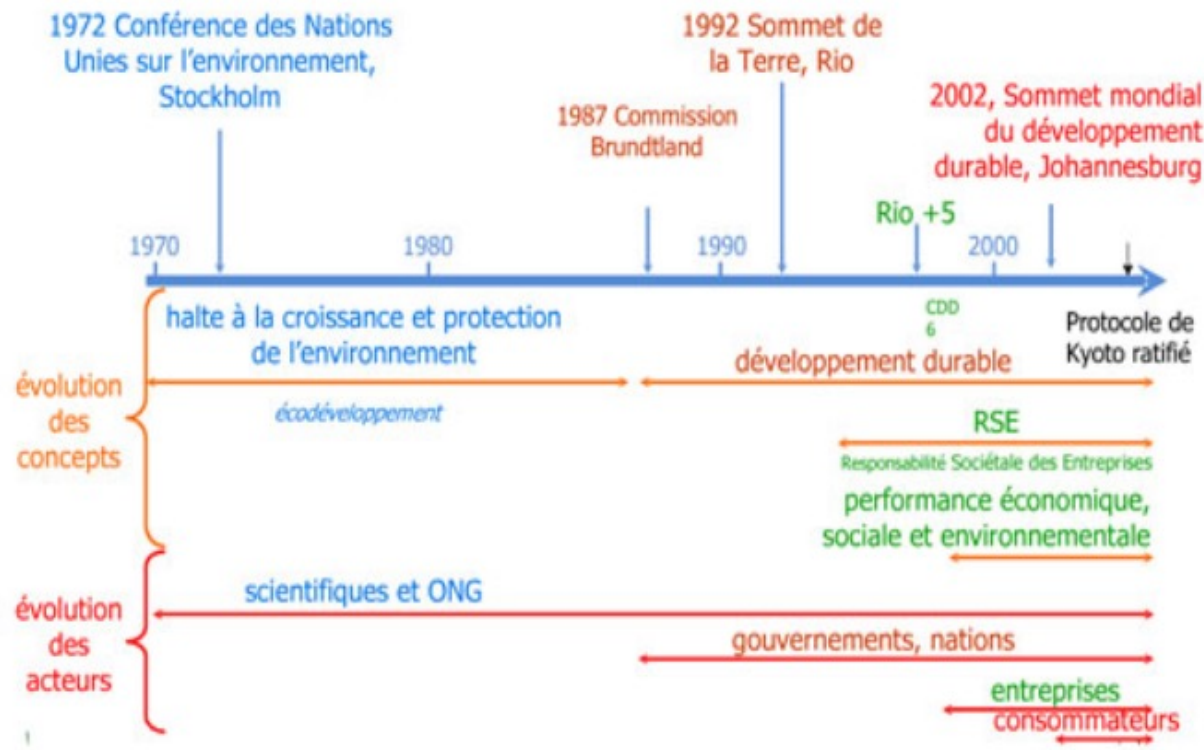 1972 Conférence des Nations
Unies sur l'environnement,
Stockholm
1987 Commission
Brundtland
1992 Sommet de
la Terre, Rio
2002, Sommet mondial
du développement
durable, Johannesburg
Rio +5
1970
1980
1990
2000
halte à la croissance et protection
de l'environnement
écodéveloppement
CDD
6
Protocole de
Kyoto ratifié
développement durable
évolution
des
concepts
RSE
Responsabilité Sociétale des Entreprises
performance économique,
sociale et environnementale
évolution
des
acteurs
scientifiques et ONG
gouvernements, nations
entreprises
consommateurs